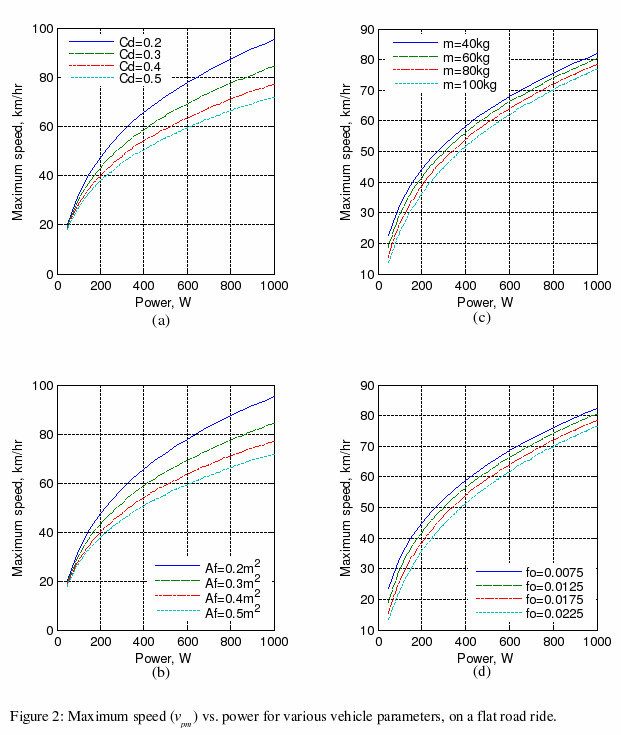 100
80
60
40
20
0
Maximum speed, km/hr
Cd=0.2
Cd=0.3
Cd=0.4
Cd=0.5
0 200 400 600 800 1000
Power, W
(a)
90
80
70
60
50
40
30
20
10
Maximum speed, km/hr
m=40kg
m=60kg
m=80kg
m=100kg
0 200 400 600 800 1000
Power, W
(c)
100
80
60
40
20
0
Maximum speed, km/hr
Af=0.2m²
Af=0.3m²
Af=0.4m²
Af=0.5m²
0 200 400 600 800 1000
Power, W
(b)
90
80
70
60
50
40
30
20
10
Maximum speed, km/hr
fo=0.0075
fo=0.0125
fo=0.0175
fo=0.0225
0 200 400 600 800 1000
Power, W
(d)
Figure 2: Maximum speed (v_pm) vs. power for various vehicle parameters, on a flat road ride.